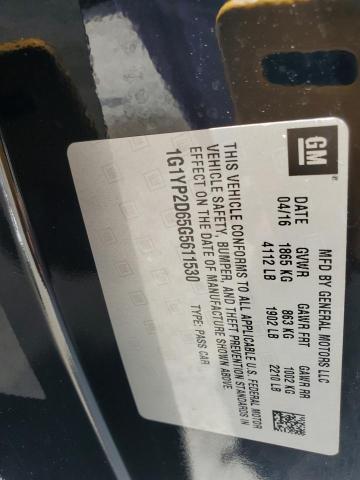 GM
MFD BY GENERAL MOTORS LLC
DATE GVWR GAWR FRT GAWR RR
04/16 1865 KG 863 KG 1002 KG
4112 LB 1902 LB 2210 LB
THIS VEHICLE CONFORMS TO ALL APPLICABLE U.S. FEDERAL MOTOR
VEHICLE SAFETY, BUMPER, AND THEFT PREVENTION STANDARDS IN
EFFECT ON THE DATE OF MANUFACTURE SHOWN ABOVE.
1G1YP2D65G5611530 TYPE: PASS CAR